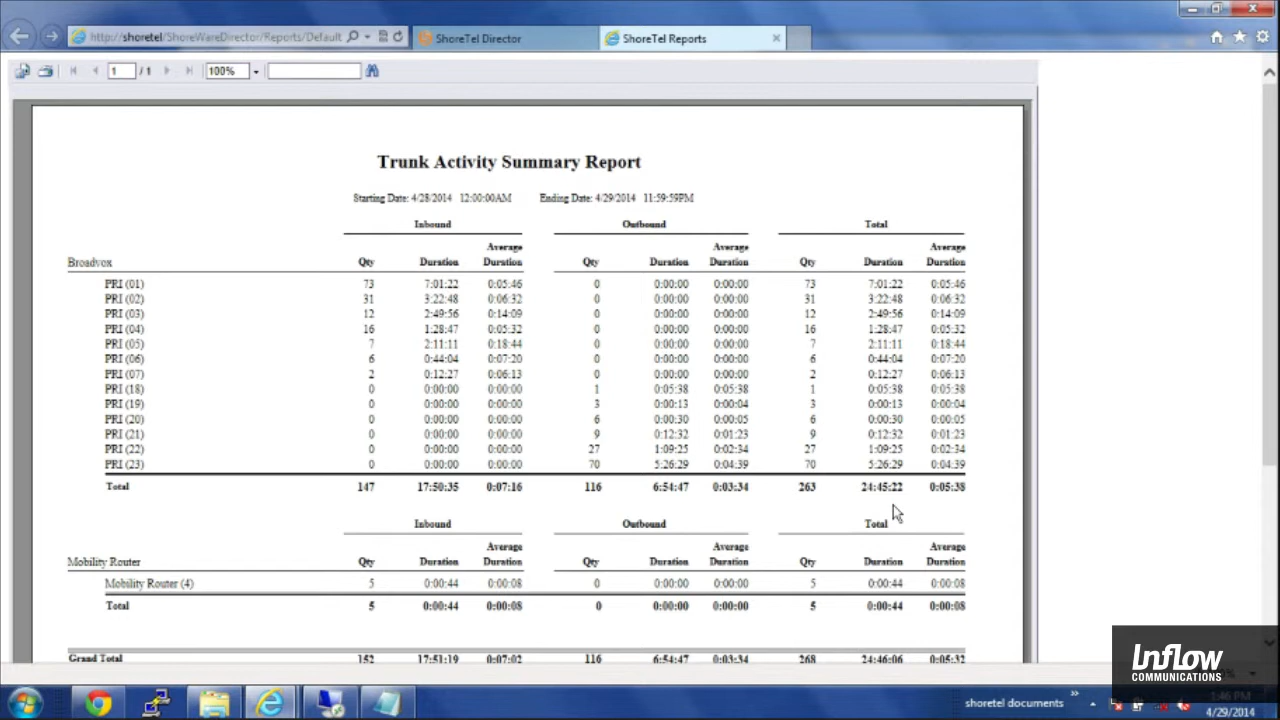 http://shoretel/ShoreWareDirector/Reports/Default
ShoreTel Director
ShoreTel Reports
1 / 1 100%
Trunk Activity Summary Report
Starting Date: 4/28/2014 12:00:00AM Ending Date: 4/29/2014 11:59:59PM
Inbound Outbound Total
Average Average Average
Broadvox Qty Duration Duration Qty Duration Duration Qty Duration Duration
PRI (01) 73 7:01:22 0:05:46 0 0:00:00 0:00:00 73 7:01:22 0:05:46
PRI (02) 31 3:22:48 0:06:32 0 0:00:00 0:00:00 31 3:22:48 0:06:32
PRI (03) 12 2:49:56 0:14:09 0 0:00:00 0:00:00 12 2:49:56 0:14:09
PRI (04) 16 1:28:47 0:05:32 0 0:00:00 0:00:00 16 1:28:47 0:05:32
PRI (05) 7 2:11:11 0:18:44 0 0:00:00 0:00:00 7 2:11:11 0:18:44
PRI (06) 6 0:44:04 0:07:20 0 0:00:00 0:00:00 6 0:44:04 0:07:20
PRI (07) 2 0:12:27 0:06:13 0 0:00:00 0:00:00 2 0:12:27 0:06:13
PRI (18) 0 0:00:00 0:00:00 1 0:05:38 0:05:38 1 0:05:38 0:05:38
PRI (19) 0 0:00:00 0:00:00 3 0:00:13 0:00:04 3 0:00:13 0:00:04
PRI (20) 0 0:00:00 0:00:00 6 0:00:30 0:00:05 6 0:00:30 0:00:05
PRI (21) 0 0:00:00 0:00:00 9 0:12:32 0:01:23 9 0:12:32 0:01:23
PRI (22) 0 0:00:00 0:00:00 27 1:09:25 0:02:34 27 1:09:25 0:02:34
PRI (23) 0 0:00:00 0:00:00 70 5:26:29 0:04:39 70 5:26:29 0:04:39
Total 147 17:50:35 0:07:16 116 6:54:47 0:03:34 263 24:45:22 0:05:38
Inbound Outbound Total
Average Average Average
Mobility Router Qty Duration Duration Qty Duration Duration Qty Duration Duration
Mobility Router (4) 5 0:00:44 0:00:08 0 0:00:00 0:00:00 5 0:00:44 0:00:08
Total 5 0:00:44 0:00:08 0 0:00:00 0:00:00 5 0:00:44 0:00:08
Grand Total 152 17:51:19 0:07:02 116 6:54:47 0:03:34 268 24:46:06 0:05:32
Inflow
COMMUNICATIONS
shoretel documents
1:46 PM
4/29/2014